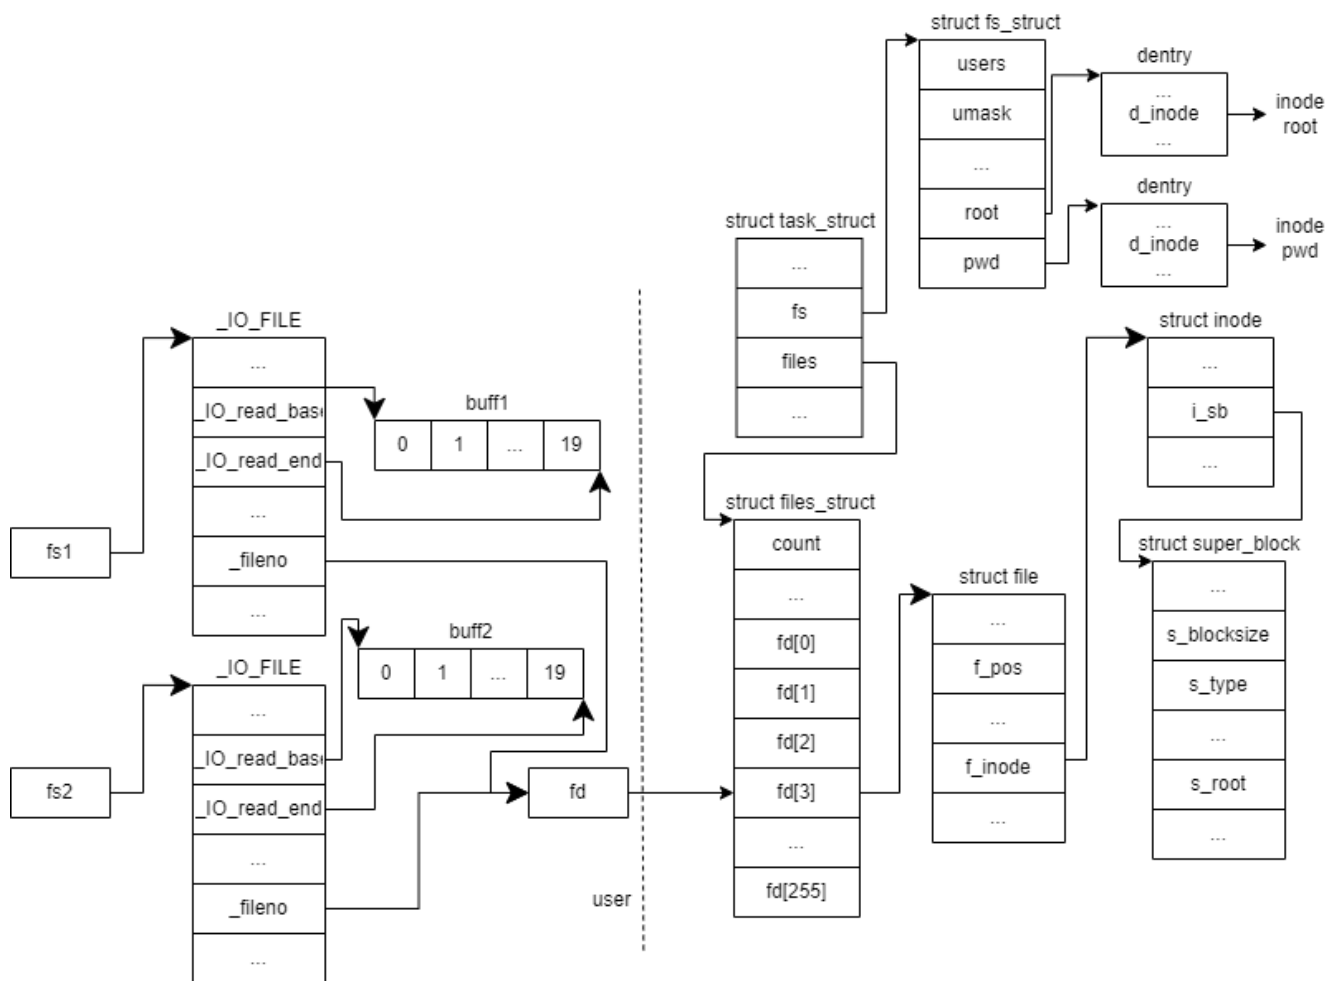 struct fs_struct
users
umask
...
root
pwd
dentry
...
d_inode
...
inode
root
dentry
...
d_inode
...
inode
pwd
struct task_struct
...
fs
files
...
_IO_FILE
...
_IO_read_base
_IO_read_end
...
_fileno
...
fs1
buff1
0 1 ... 19
_IO_FILE
...
_IO_read_base
_IO_read_end
...
_fileno
...
fs2
buff2
0 1 ... 19
fd
user
struct files_struct
count
...
fd[0]
fd[1]
fd[2]
fd[3]
...
fd[255]
struct file
...
f_pos
...
f_inode
...
struct inode
...
i_sb
...
struct super_block
...
s_blocksize
s_type
...
s_root
...